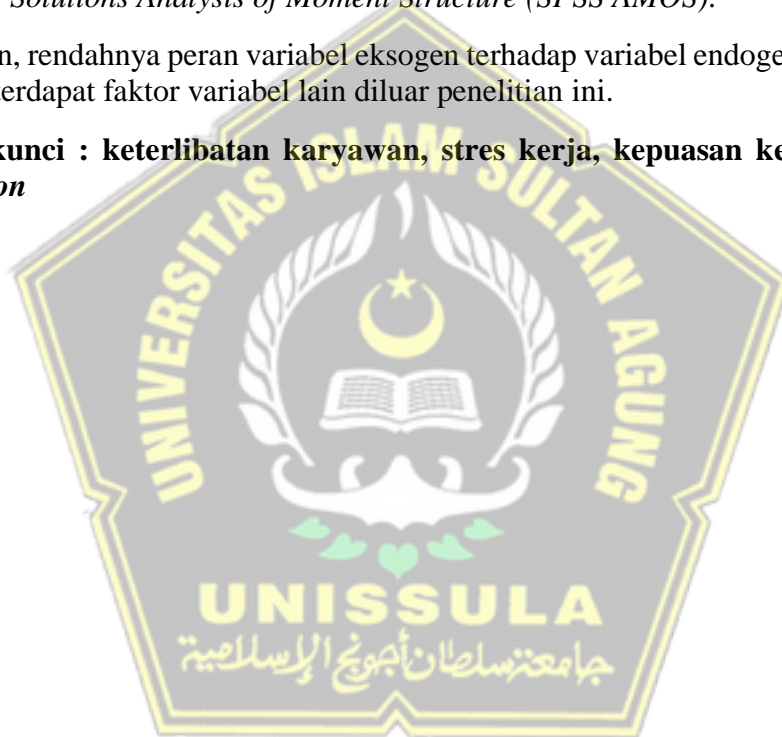 Solutions Analysis of Moment Structure (SPSS AMOS).
n, rendahnya peran variabel eksogen terhadap variabel endoge
terdapat faktor variabel lain diluar penelitian ini.
kunci : keterlibatan karyawan, stres kerja, kepuasan ke
on
UNIVERSITAS ISLAM SULTAN AGUNG
UNISSULA
جامعة سلطان أجونج الإسلامية